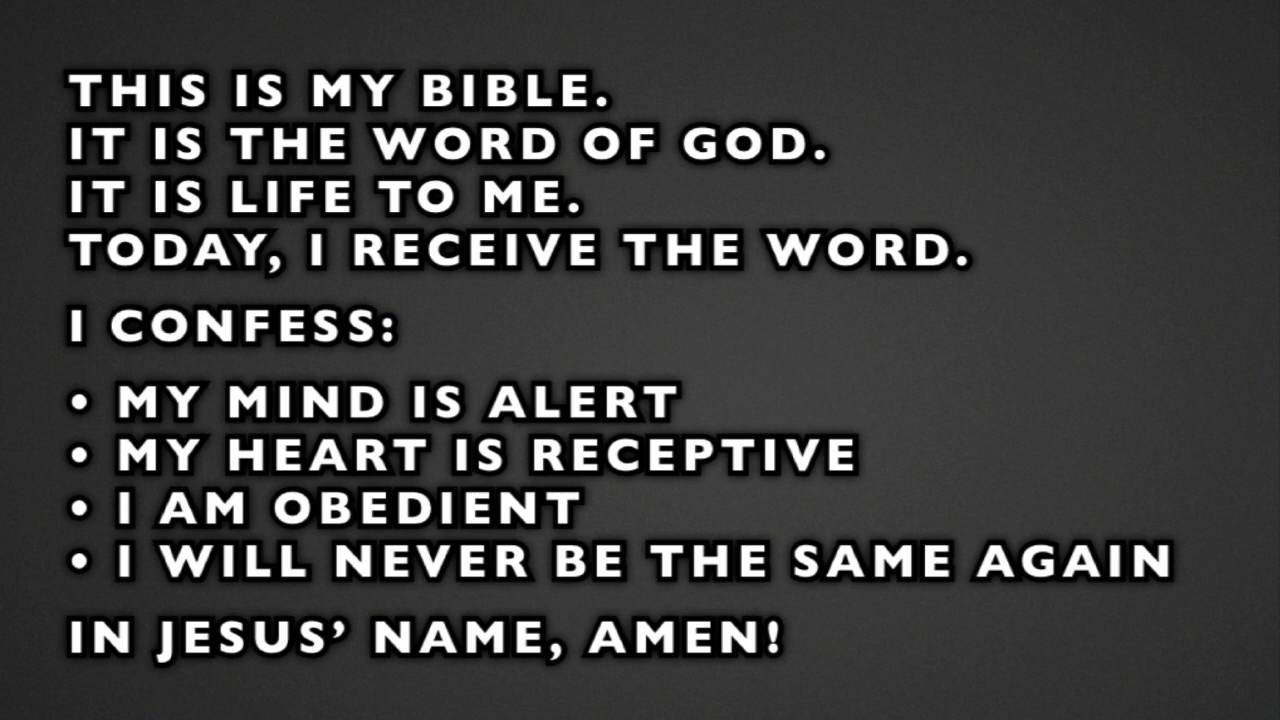 THIS IS MY BIBLE.
IT IS THE WORD OF GOD.
IT IS LIFE TO ME.
TODAY, I RECEIVE THE WORD.
I CONFESS:
• MY MIND IS ALERT
• MY HEART IS RECEPTIVE
• I AM OBEDIENT
• I WILL NEVER BE THE SAME AGAIN
IN JESUS’ NAME, AMEN!